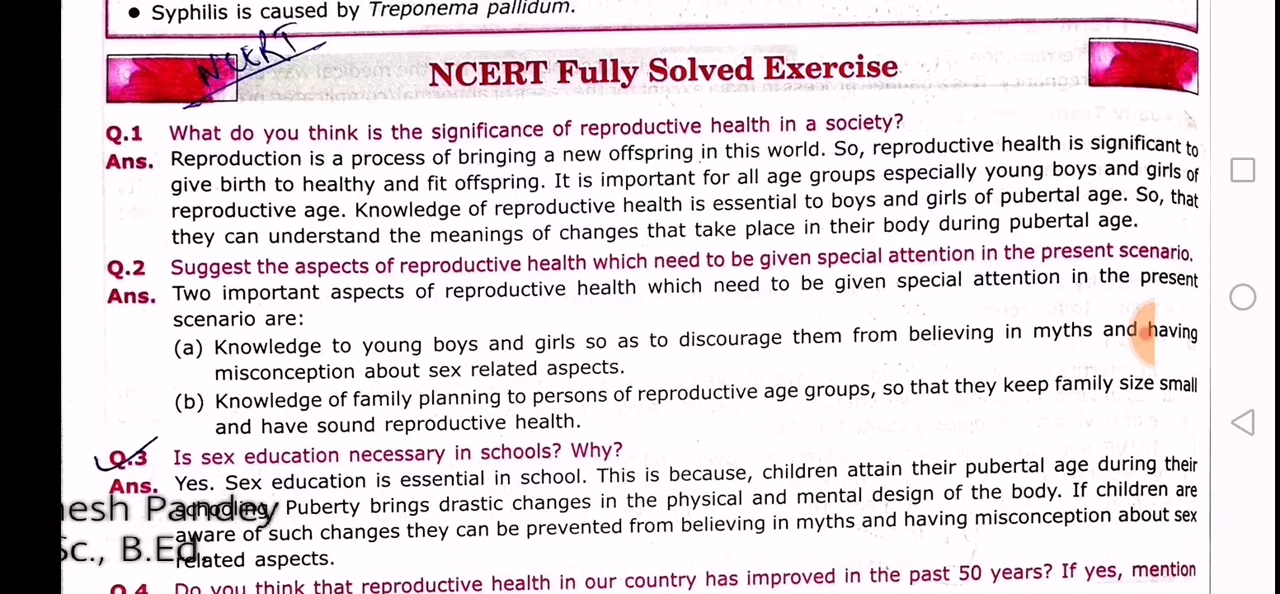 • Syphilis is caused by Treponema pallidum.
NCERT
NCERT Fully Solved Exercise
Q.1 What do you think is the significance of reproductive health in a society?
Ans. Reproduction is a process of bringing a new offspring in this world. So, reproductive health is significant to
give birth to healthy and fit offspring. It is important for all age groups especially young boys and girls of
reproductive age. Knowledge of reproductive health is essential to boys and girls of pubertal age. So, that
they can understand the meanings of changes that take place in their body during pubertal age.
Q.2 Suggest the aspects of reproductive health which need to be given special attention in the present scenario.
Ans. Two important aspects of reproductive health which need to be given special attention in the present
scenario are:
(a) Knowledge to young boys and girls so as to discourage them from believing in myths and having
misconception about sex related aspects.
(b) Knowledge of family planning to persons of reproductive age groups, so that they keep family size small
and have sound reproductive health.
Q.3 Is sex education necessary in schools? Why?
Ans. Yes. Sex education is essential in school. This is because, children attain their pubertal age during their
schooling. Puberty brings drastic changes in the physical and mental design of the body. If children are
aware of such changes they can be prevented from believing in myths and having misconception about sex
related aspects.
esh Pandey
Sc., B.Ed.
Q.4 Do you think that reproductive health in our country has improved in the past 50 years? If yes, mention